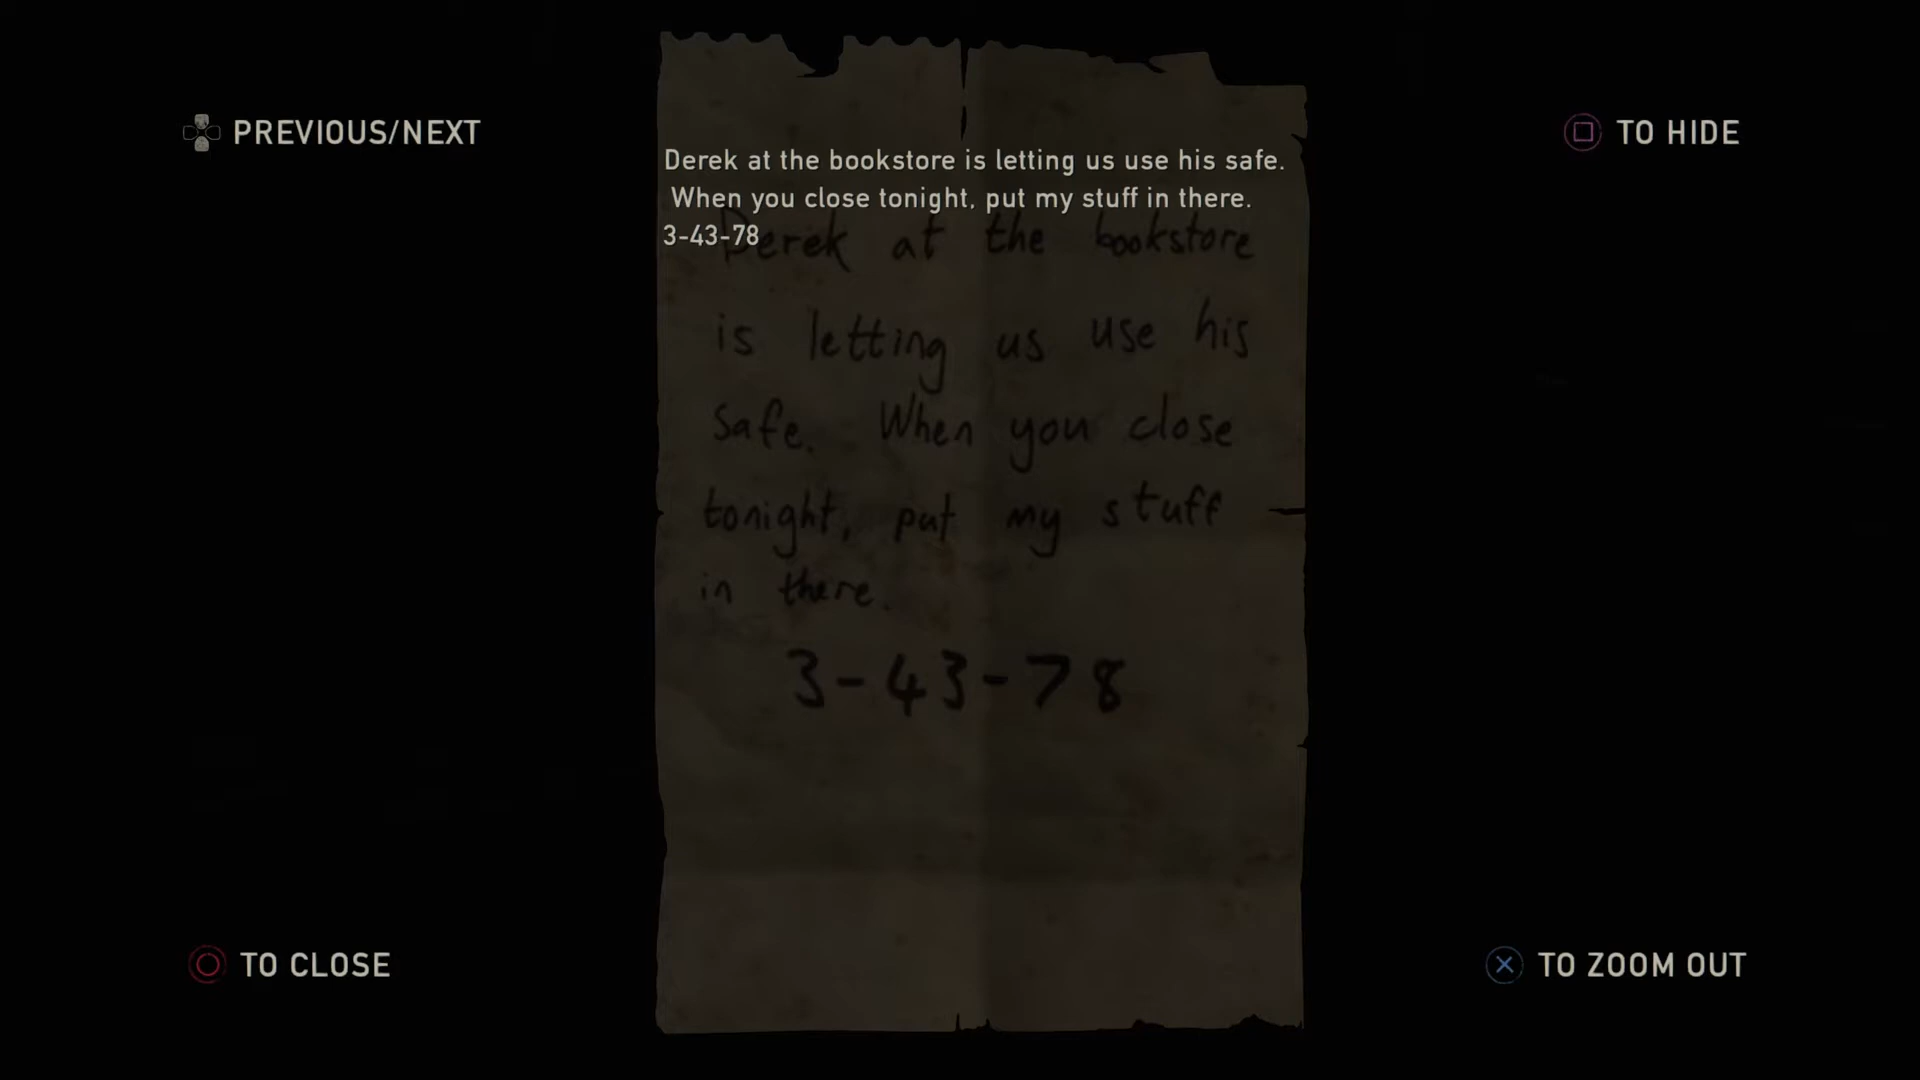 PREVIOUS/NEXT
TO HIDE
Derek at the bookstore is letting us use his safe.
When you close tonight, put my stuff in there.
3-43-78
Derek at the bookstore
is letting us use his
safe. When you close
tonight, put my stuff
in there.
3-43-78
TO CLOSE
TO ZOOM OUT